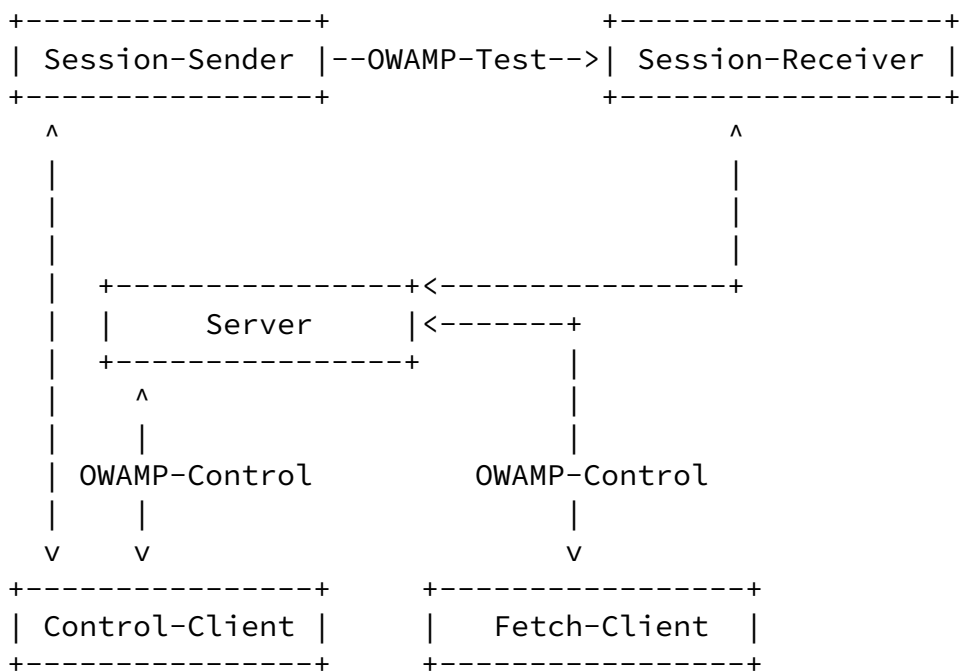 +----------------+               +------------------+
| Session-Sender |--OWAMP-Test-->| Session-Receiver |
+----------------+               +------------------+
  ^                                     ^
  |                                     |
  |                                     |
  |                                     |
  |  +----------------+<----------------+
  |  |     Server     |<-------+
  |  +----------------+        |
  |    ^                       |
  |    |                       |
  | OWAMP-Control         OWAMP-Control
  |    |                       |
  v    v                       v
+----------------+     +-----------------+
| Control-Client |     |   Fetch-Client  |
+----------------+     +-----------------+